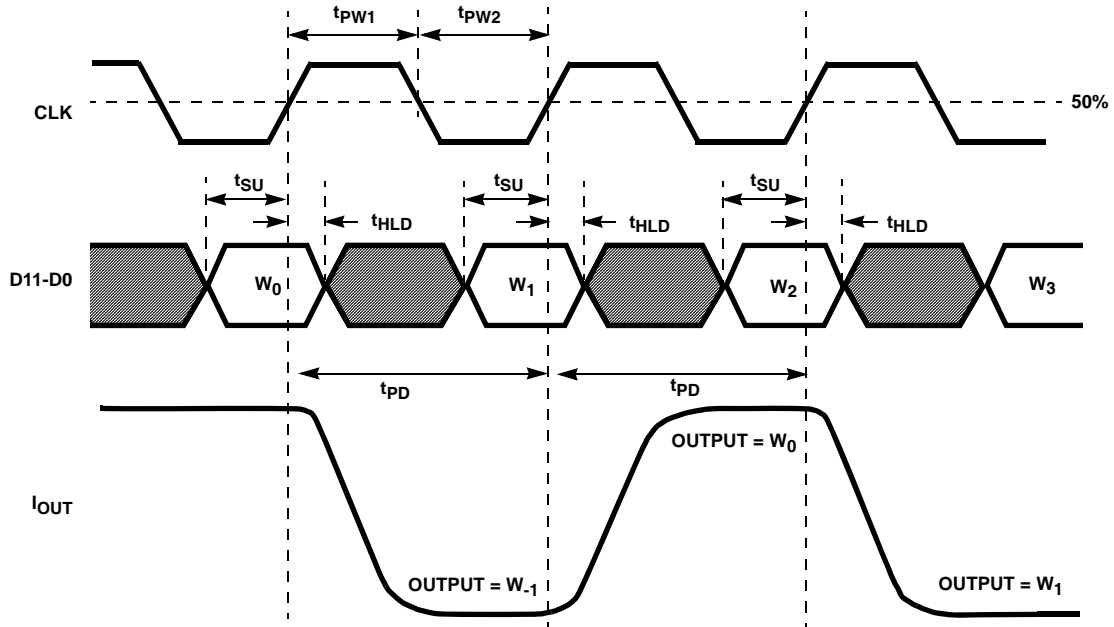 tPW1 tPW2
CLK
50%
tSU tSU tSU
tHLD tHLD tHLD
D11-D0
W0 W1 W2 W3
tPD tPD
OUTPUT = W0
IOUT
OUTPUT = W-1 OUTPUT = W1